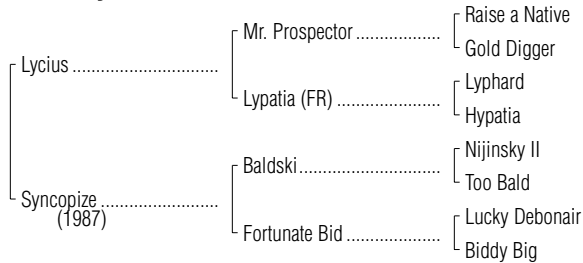 Raise a Native
Mr. Prospector ..................
Gold Digger
Lycius ...............................
Lyphard
Lypatia (FR) ......................
Hypatia
Nijinsky II
Baldski..............................
Too Bald
Syncopize .........................
(1987)
Lucky Debonair
Fortunate Bid ....................
Biddy Big